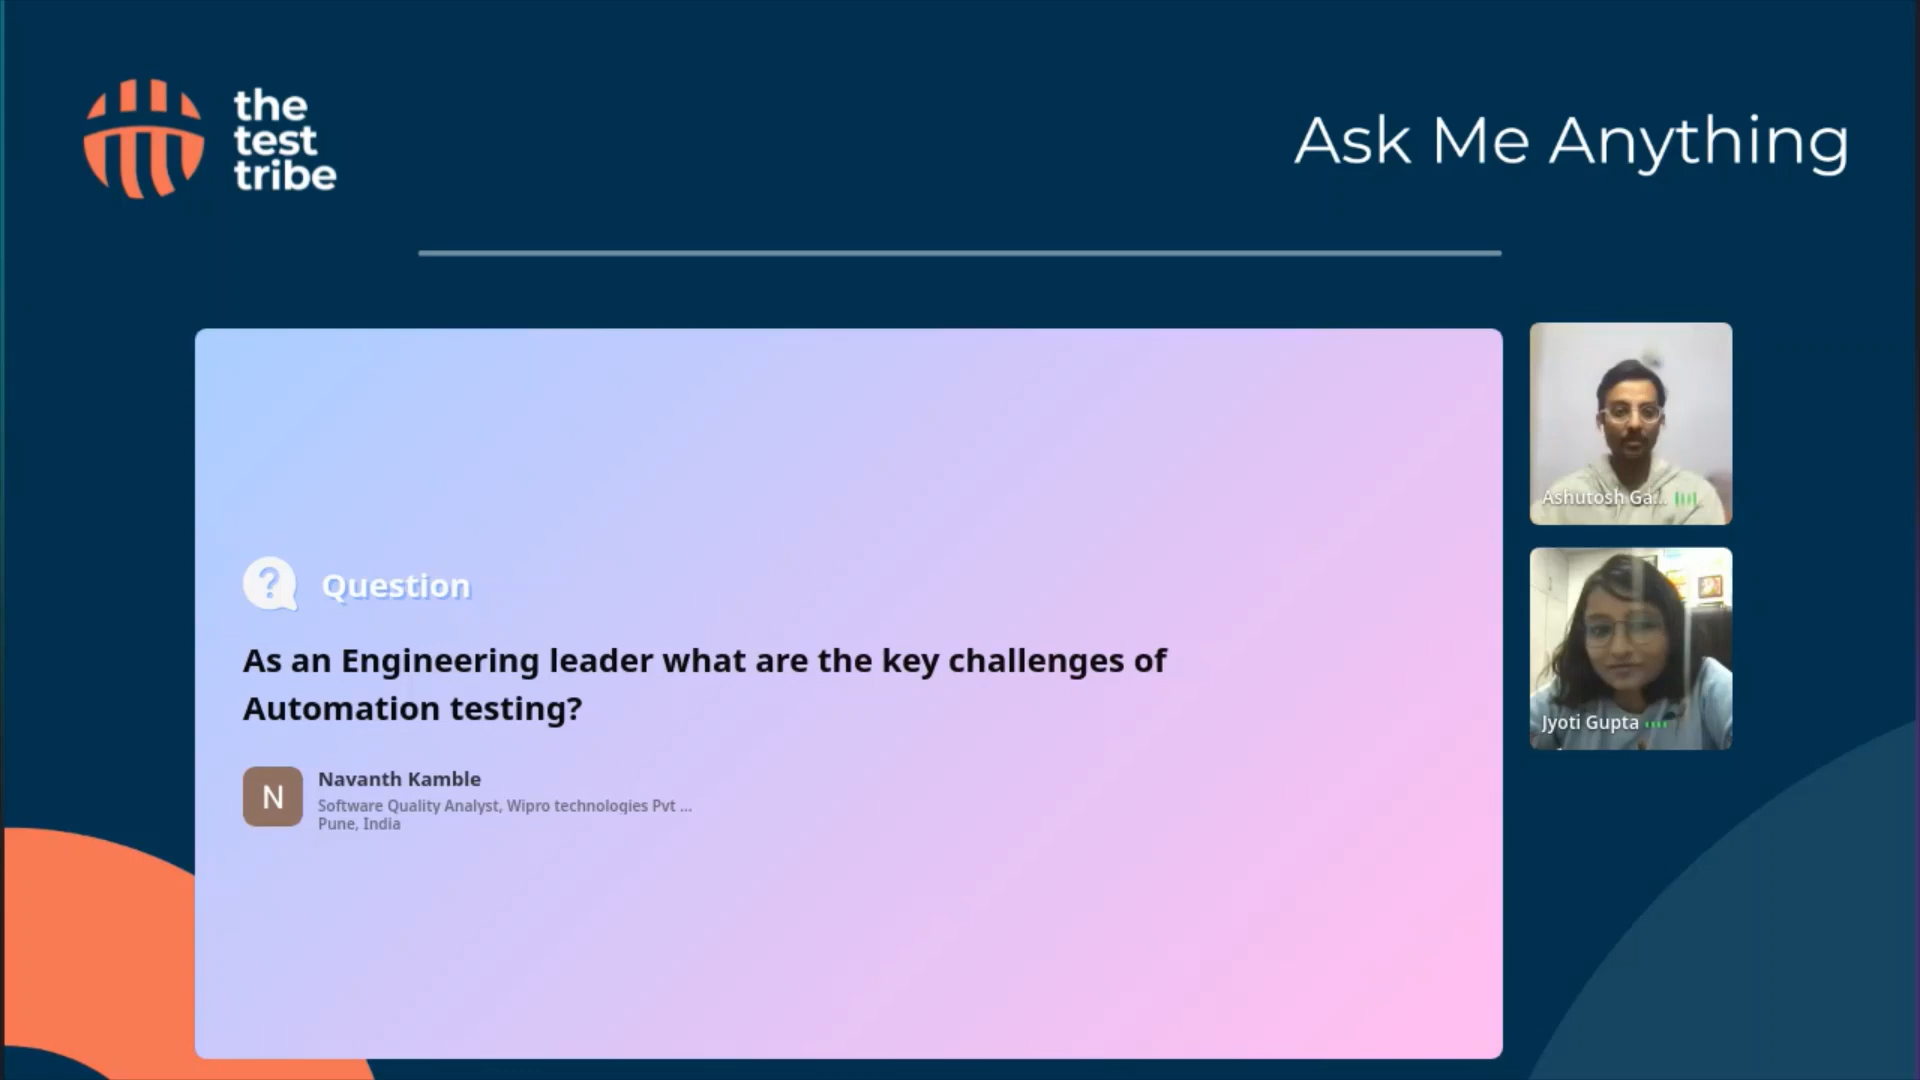 the
test
tribe
Ask Me Anything
Question
As an Engineering leader what are the key challenges of
Automation testing?
N
Navanth Kamble
Software Quality Analyst, Wipro technologies Pvt ...
Pune, India
Ashutosh Ga...
Jyoti Gupta